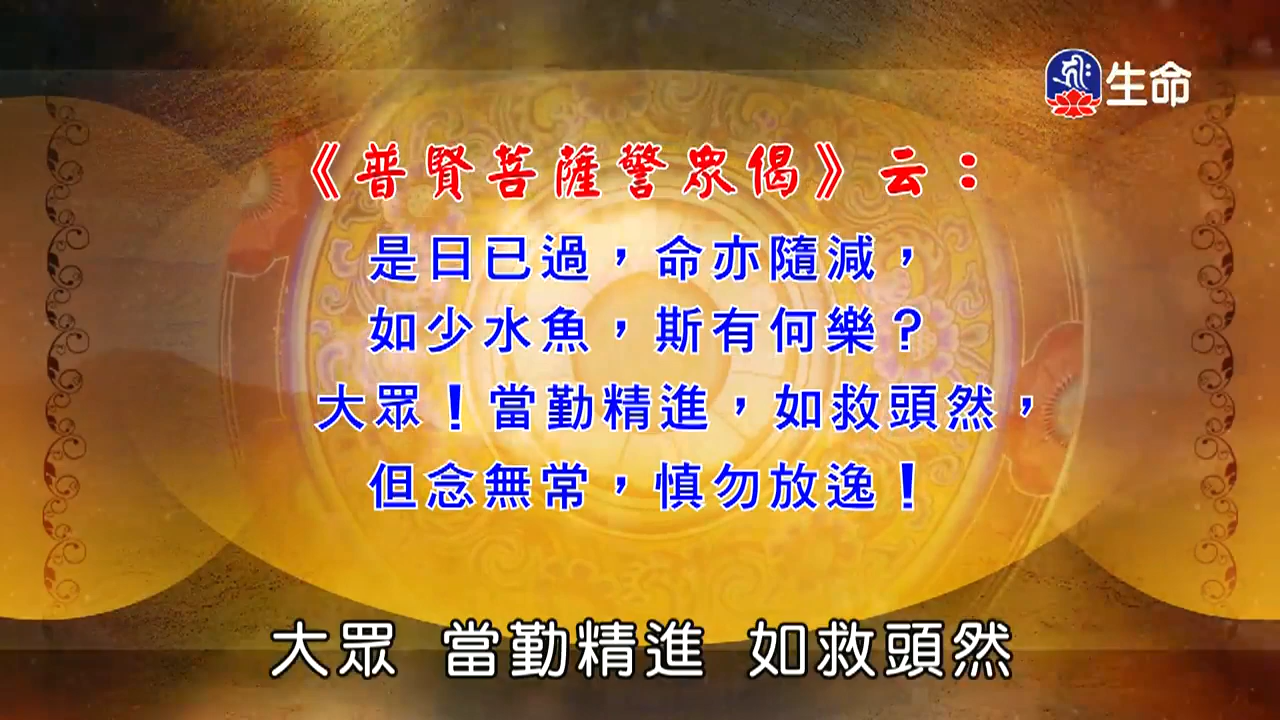 生命
《普賢菩薩警眾偈》云：
是日已過，命亦隨減，
如少水魚，斯有何樂？
大眾！當勤精進，如救頭然，
但念無常，慎勿放逸！
大眾 當勤精進 如救頭然